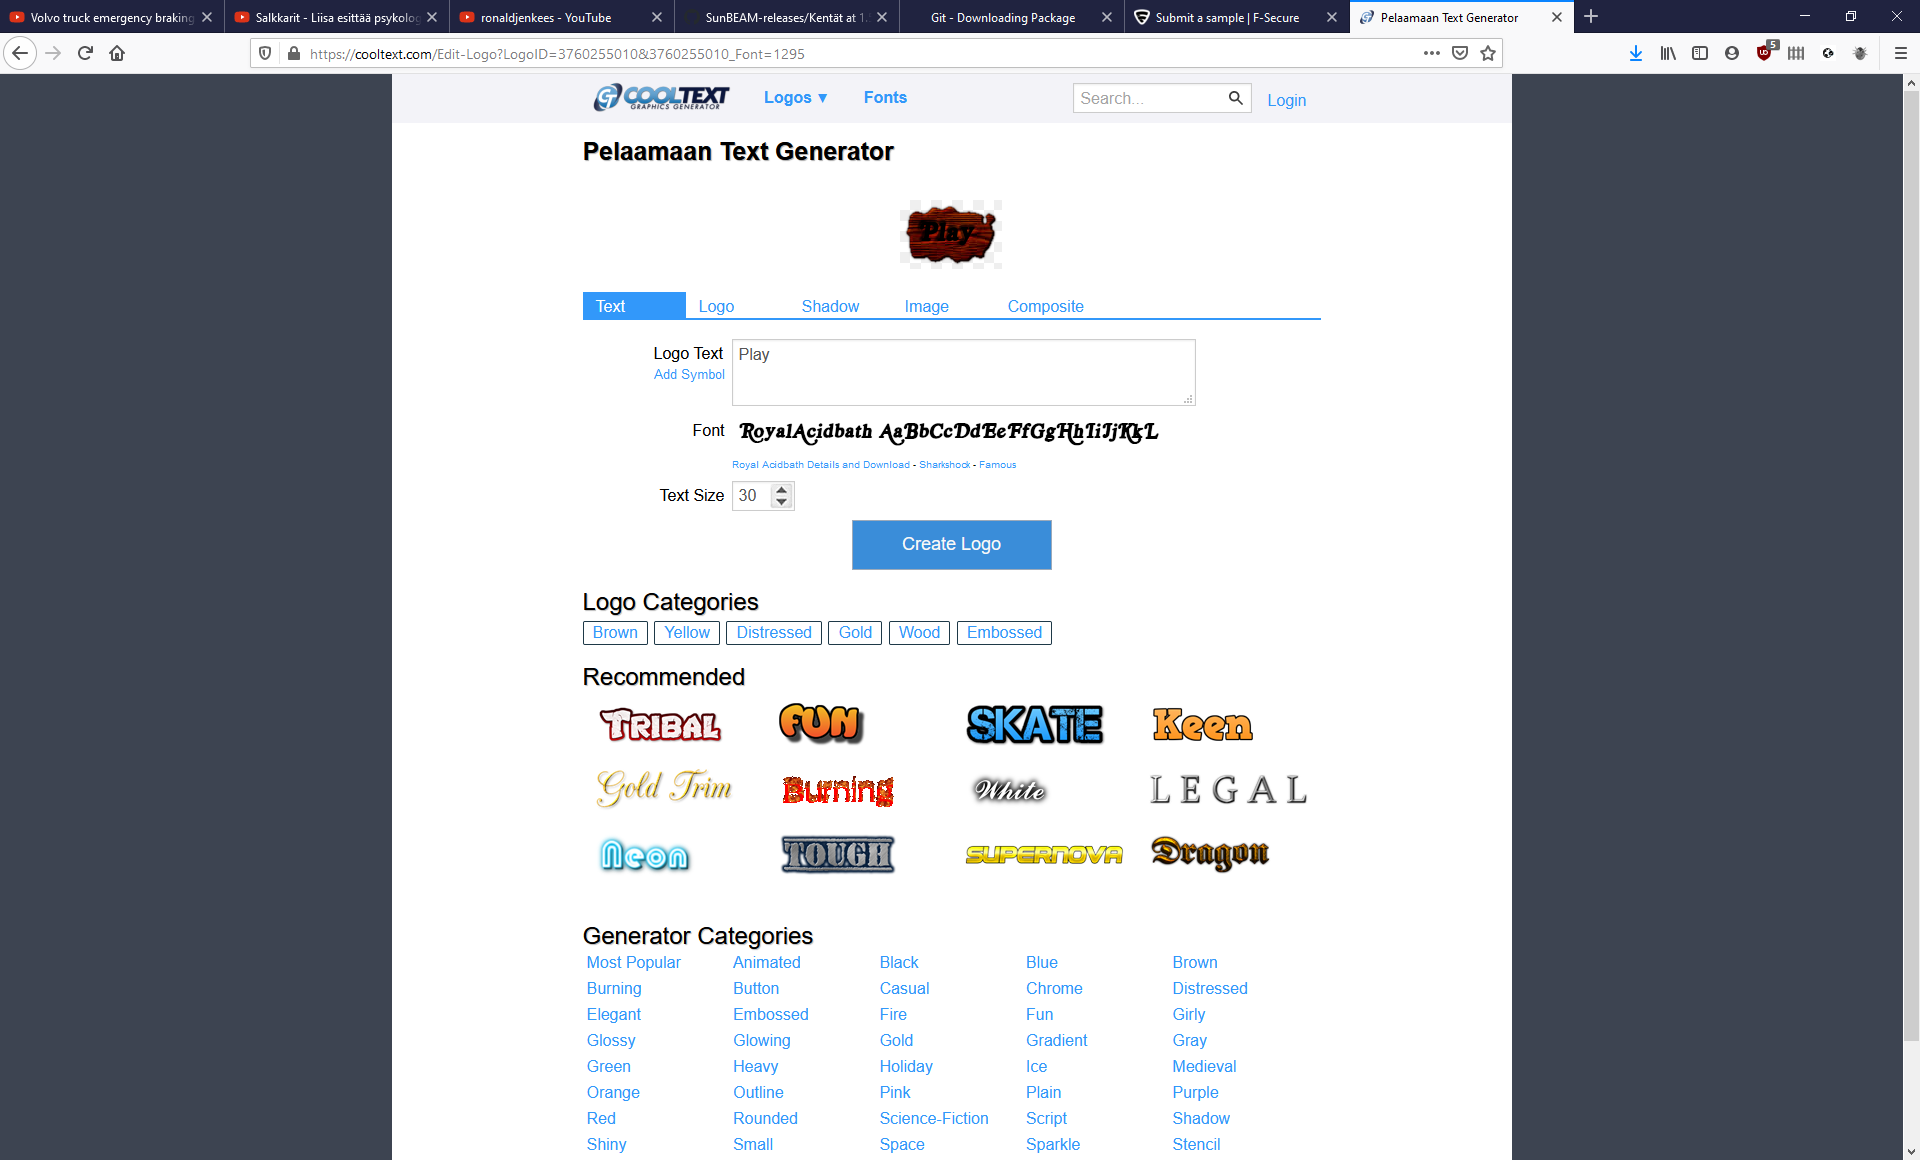 Volvo truck emergency braking
Salkkarit - Liisa esittää psykolog
ronaldjenkees - YouTube
SunBEAM-releases/Kentät at 1.
Git - Downloading Package
Submit a sample | F-Secure
Pelaamaan Text Generator
https://cooltext.com/Edit-Logo?LogoID=3760255010&3760255010_Font=1295
5
COOLTEXT
GRAPHICS GENERATOR
Logos ▼
Fonts
Search...
Login
Pelaamaan Text Generator
Play
Text
Logo
Shadow
Image
Composite
Logo Text
Play
Add Symbol
Font
RoyalAcidbath AaBbCcDdEeFfGgHhIiJjKkL
Royal Acidbath Details and Download - Sharkshock - Famous
Text Size
30
Create Logo
Logo Categories
Brown
Yellow
Distressed
Gold
Wood
Embossed
Recommended
TRIBAL
FUN
SKATE
Keen
Gold Trim
Burning
White
LEGAL
Neon
TOUGH
SUPERNOVA
Dragon
Generator Categories
Most Popular
Animated
Black
Blue
Brown
Burning
Button
Casual
Chrome
Distressed
Elegant
Embossed
Fire
Fun
Girly
Glossy
Glowing
Gold
Gradient
Gray
Green
Heavy
Holiday
Ice
Medieval
Orange
Outline
Pink
Plain
Purple
Red
Rounded
Science-Fiction
Script
Shadow
Shiny
Small
Space
Sparkle
Stencil